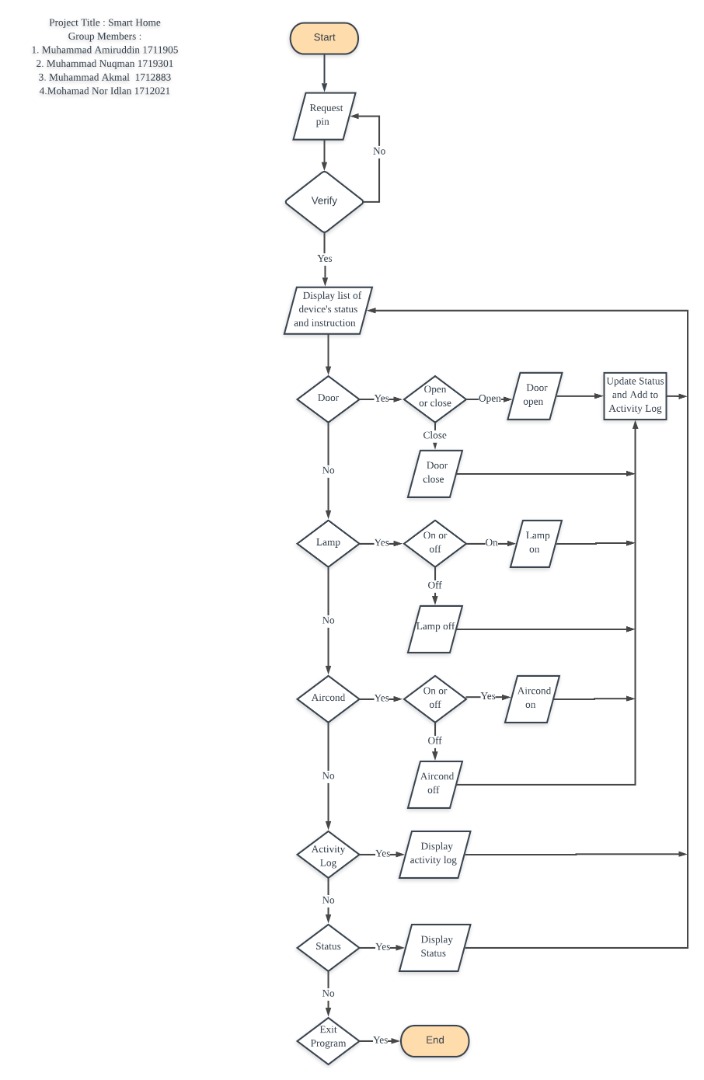 Project Title : Smart Home
Group Members :
1. Muhammad Amiruddin 1711905
2. Muhammad Nuqman 1719301
3. Muhammad Akmal 1712883
4.Mohamad Nor Idlan 1712021
Start
Request
pin
No
Verify
Yes
Display list of
device's status
and instruction
Door
Yes
Open
or close
Open
Door
open
Update Status
and Add to
Activity Log
Close
Door
close
No
Lamp
Yes
On or
off
On
Lamp
on
Off
Lamp off
No
Aircond
Yes
On or
off
Yes
Aircond
on
Off
Aircond
off
No
Activity
Log
Yes
Display
activity log
No
Status
Yes
Display
Status
No
Exit
Program
Yes
End